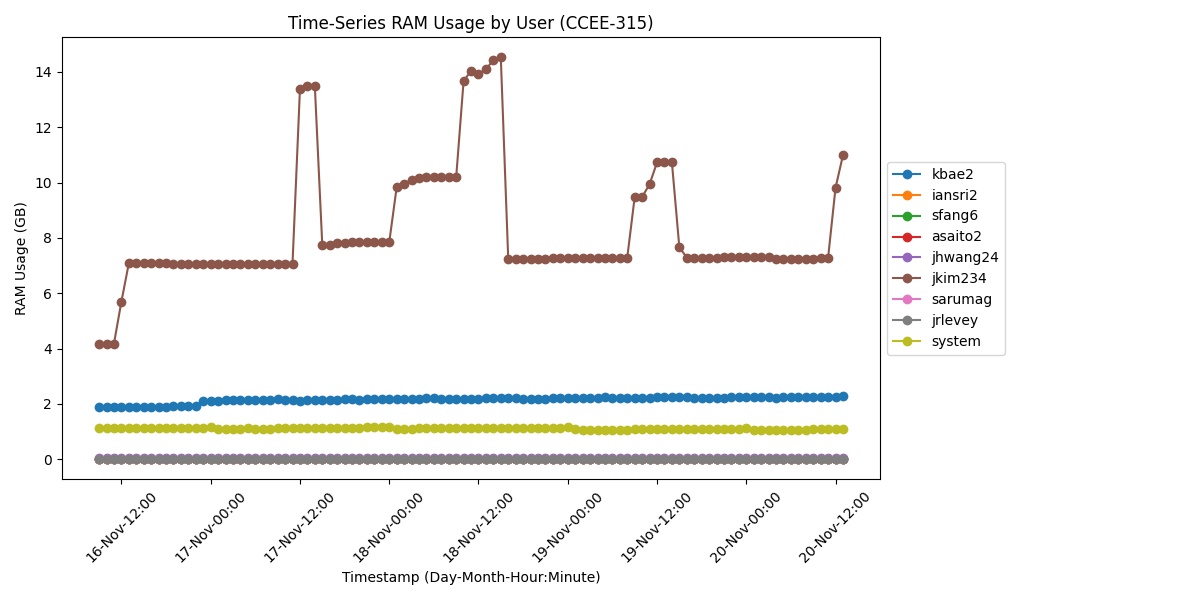 Time-Series RAM Usage by User (CCEE-315)
RAM Usage (GB)
14
12
10
8
6
4
2
0
16-Nov-12:00
17-Nov-00:00
17-Nov-12:00
18-Nov-00:00
18-Nov-12:00
19-Nov-00:00
19-Nov-12:00
20-Nov-00:00
20-Nov-12:00
Timestamp (Day-Month-Hour:Minute)
kbae2
iansri2
sfang6
asaito2
jhwang24
jkim234
sarumag
jrlevey
system